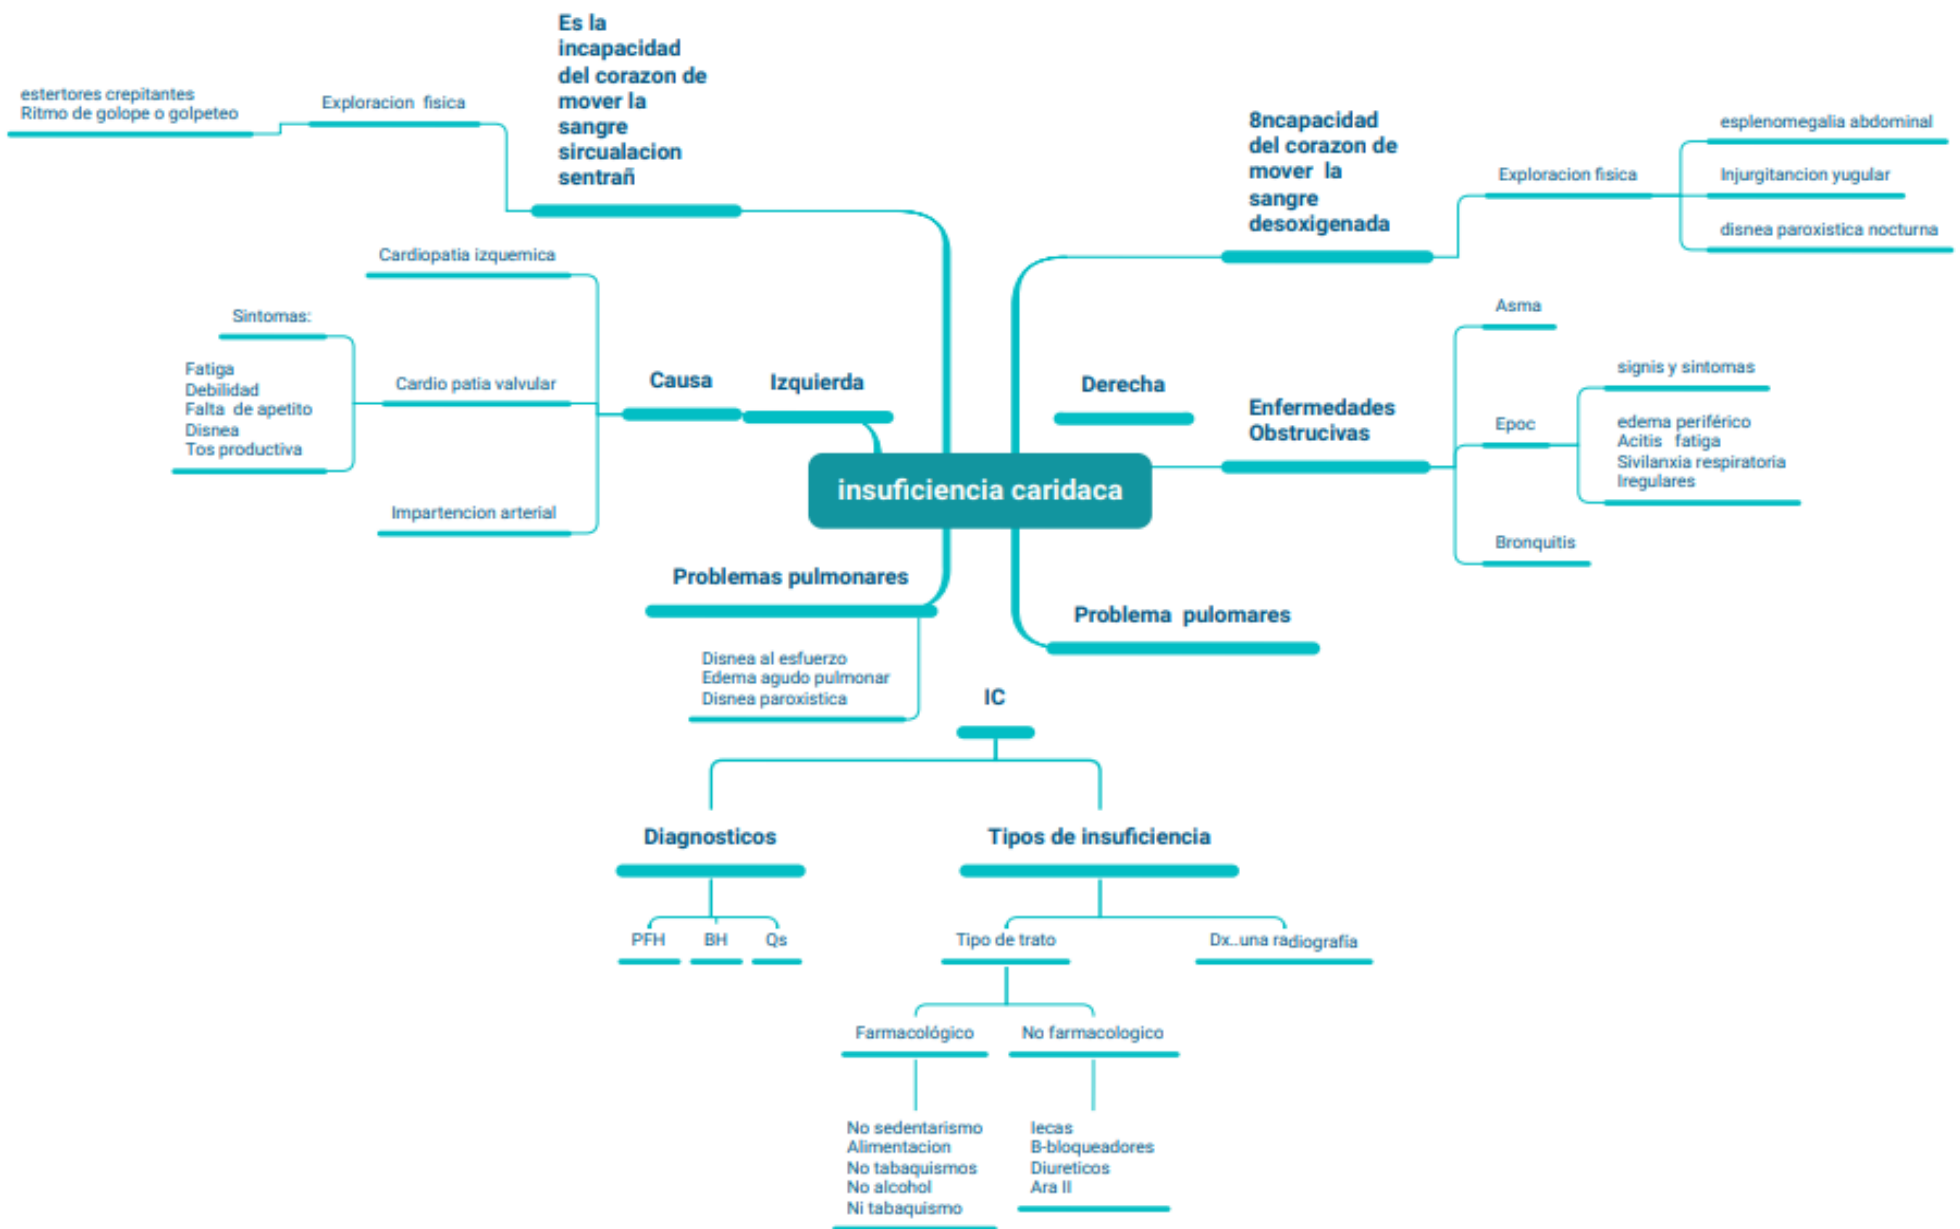 Es la
incapacidad
del corazon de
mover la
sangre
sircualacion
sentrañ
Exploracion fisica
estertores crepitantes
Ritmo de golope o golpeteo
8ncapacidad
del corazon de
mover la
sangre
desoxigenada
Exploracion fisica
esplenomegalia abdominal
Injurgitancion yugular
disnea paroxistica nocturna
Izquierda
Causa
Cardiopatia izquemica
Cardio patia valvular
Impartencion arterial
Sintomas:
Fatiga
Debilidad
Falta de apetito
Disnea
Tos productiva
Derecha
Enfermedades
Obstrucivas
Asma
Epoc
Bronquitis
signis y sintomas
edema periférico
Acitis fatiga
Sivilanxia respiratoria
Iregulares
insuficiencia caridaca
Problemas pulmonares
Disnea al esfuerzo
Edema agudo pulmonar
Disnea paroxistica
Problema pulomares
IC
Diagnosticos
PFH
BH
Qs
Tipos de insuficiencia
Tipo de trato
Dx..una radiografía
Farmacológico
No farmacologico
No sedentarismo
Alimentacion
No tabaquismos
No alcohol
Ni tabaquismo
Iecas
B-bloqueadores
Diureticos
Ara II